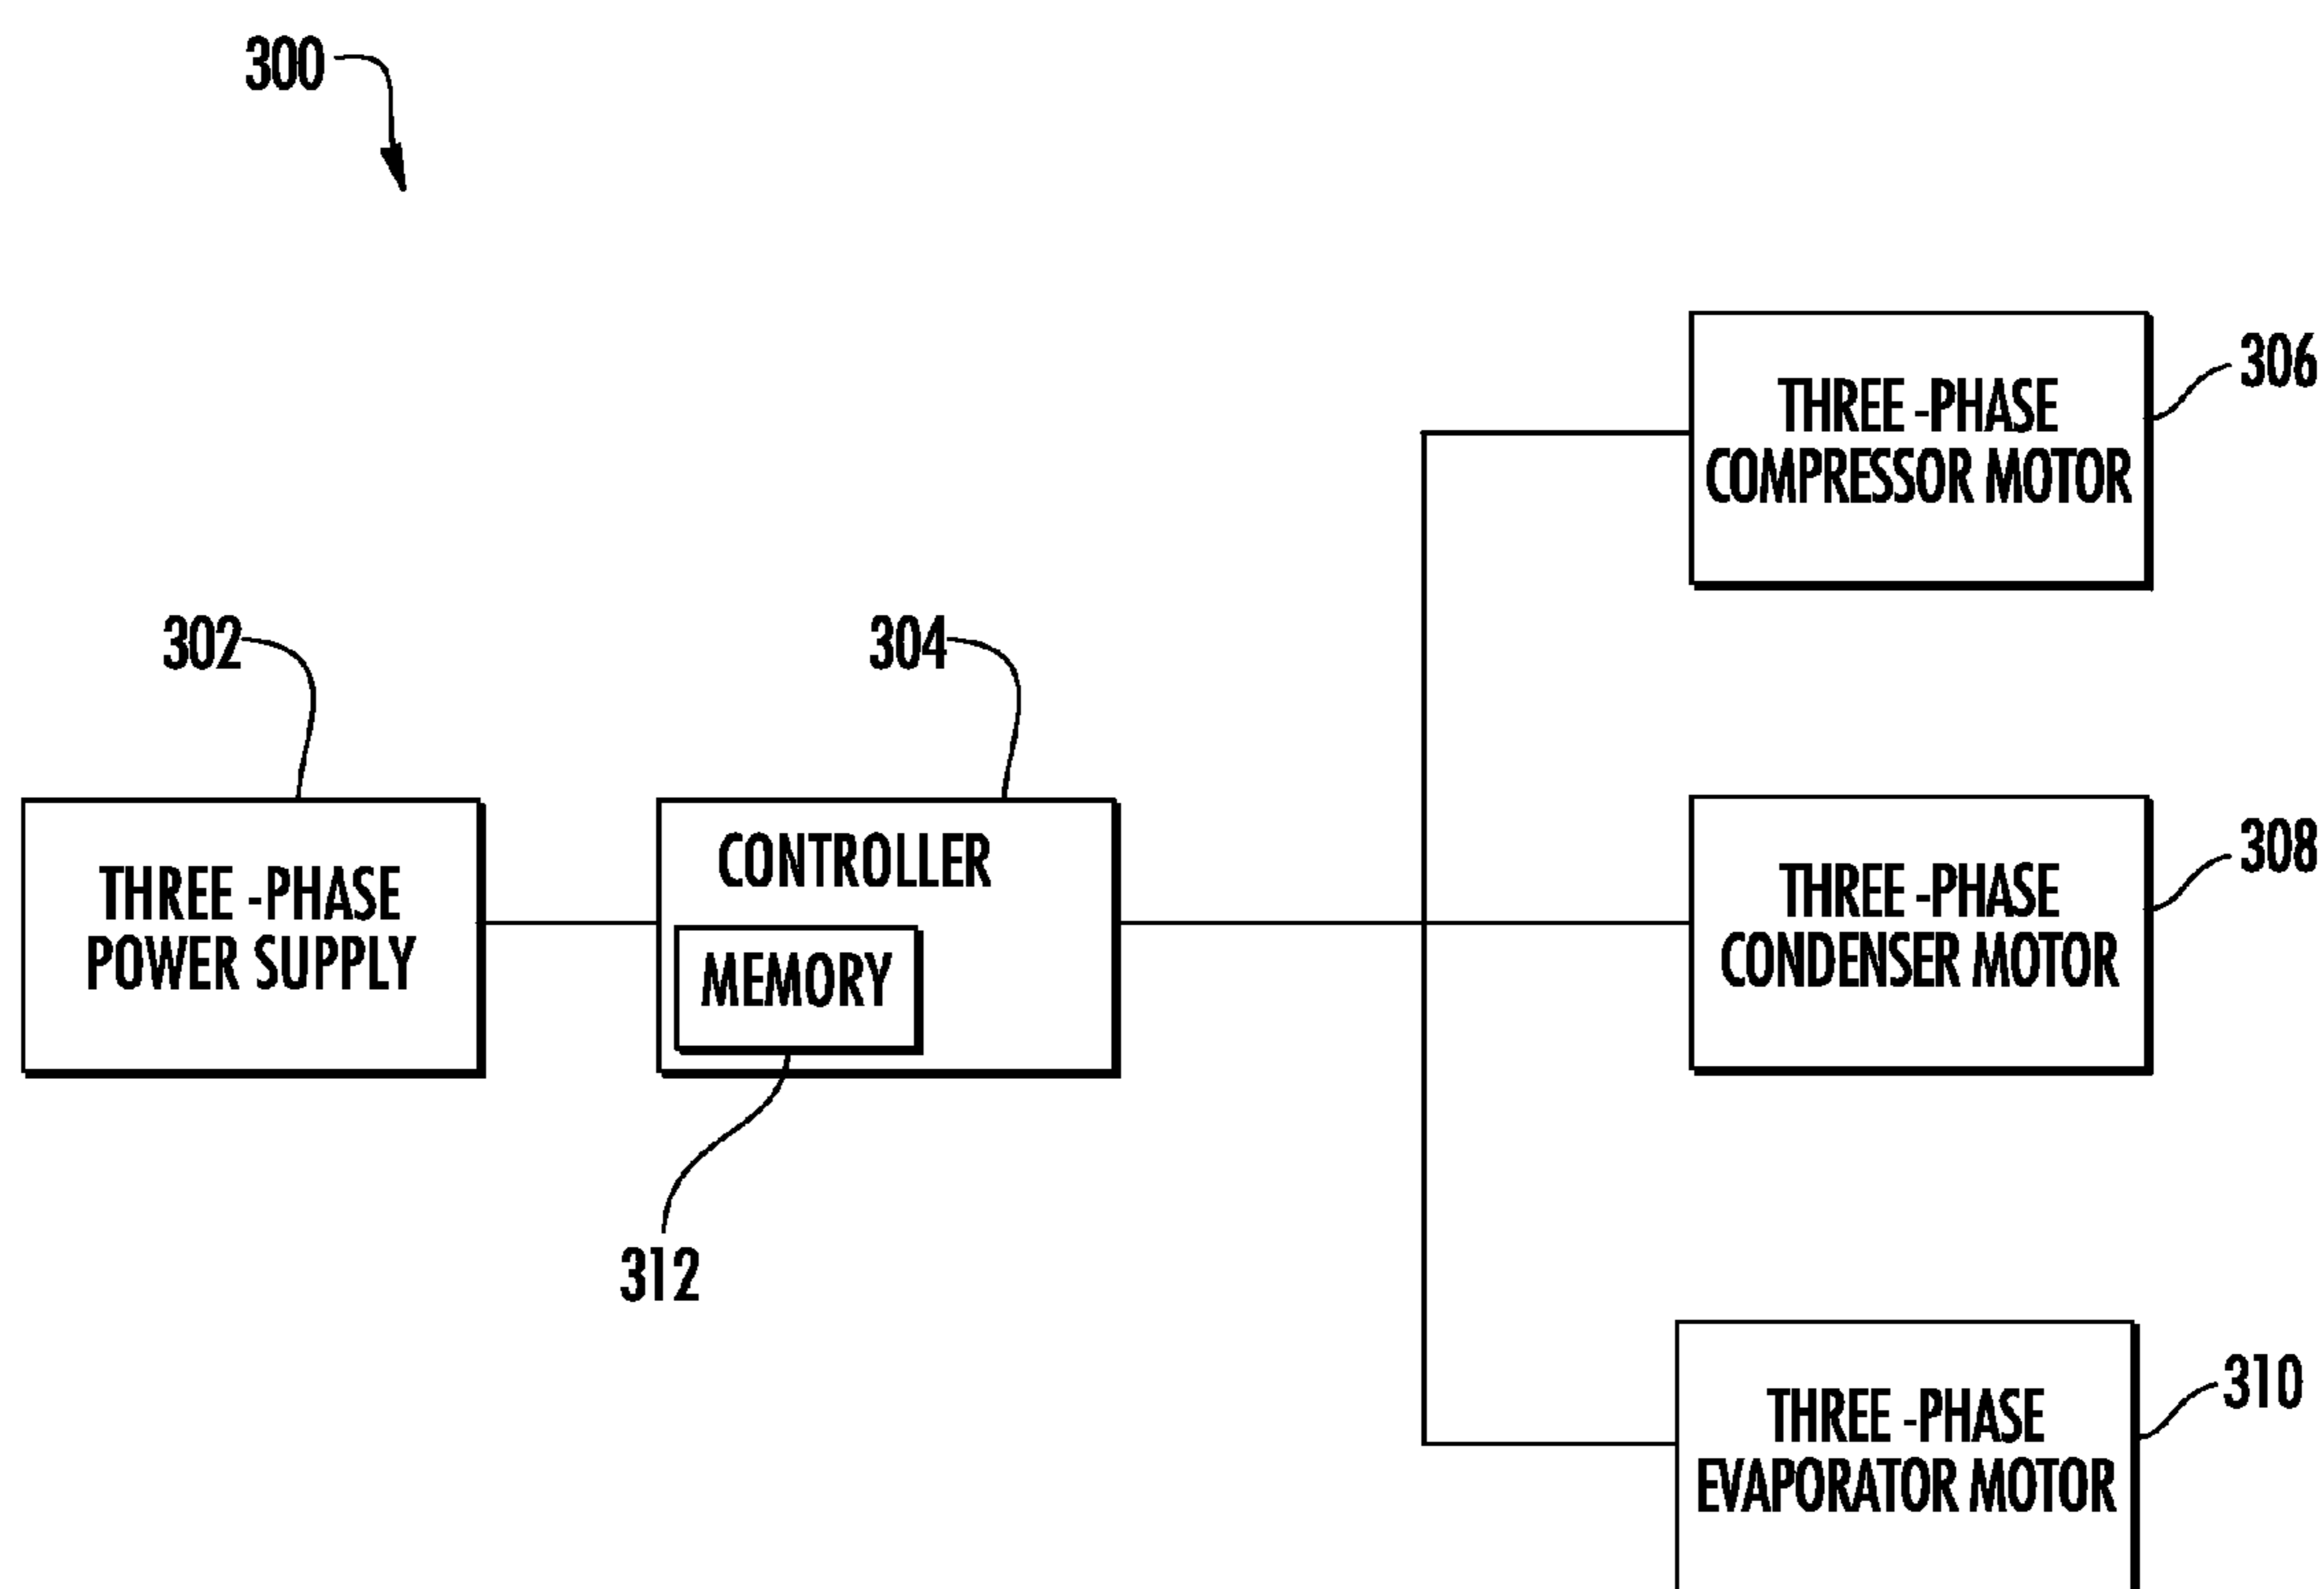 300
THREE -PHASE
COMPRESSOR MOTOR
306
302
304
THREE -PHASE
POWER SUPPLY
CONTROLLER
MEMORY
THREE -PHASE
CONDENSER MOTOR
308
312
THREE -PHASE
EVAPORATOR MOTOR
310